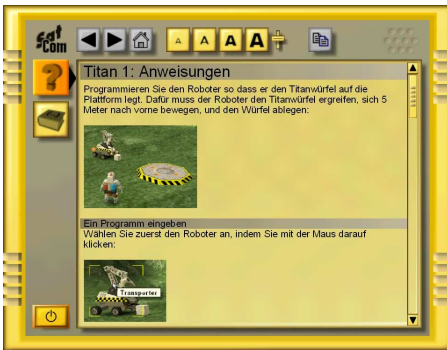 sat
Com
A A A A
Titan 1: Anweisungen
Programmieren Sie den Roboter so dass er den Titanwürfel auf die
Plattform legt. Dafür muss der Roboter den Titanwürfel ergreifen, sich 5
Meter nach vorne bewegen, und den Würfel ablegen:
Ein Programm eingeben
Wählen Sie zuerst den Roboter an, indem Sie mit der Maus darauf
klicken:
Transporter